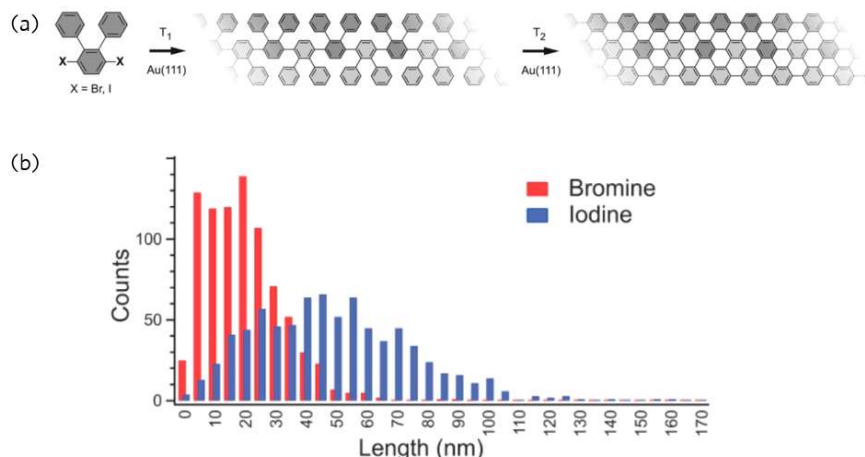 (a)
X
X
X = Br, I
T1
Au(111)
T2
Au(111)
(b)
Bromine
Iodine
Counts
100
50
0
0
10
20
30
40
50
60
70
80
90
100
110
120
130
140
150
160
170
Length (nm)